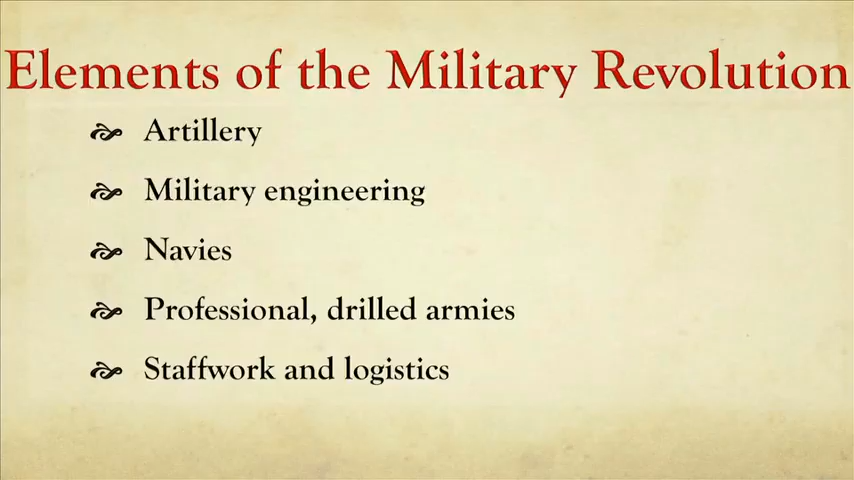 Elements of the Military Revolution
Artillery
Military engineering
Navies
Professional, drilled armies
Staffwork and logistics